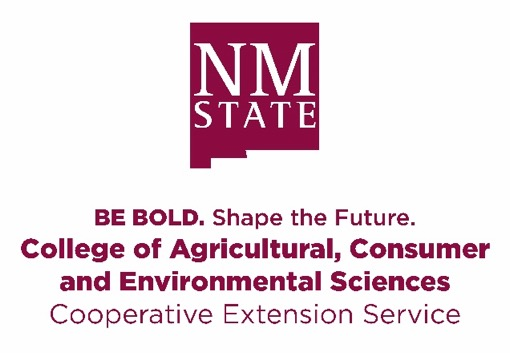 NM
STATE
BE BOLD. Shape the Future.
College of Agricultural, Consumer
and Environmental Sciences
Cooperative Extension Service